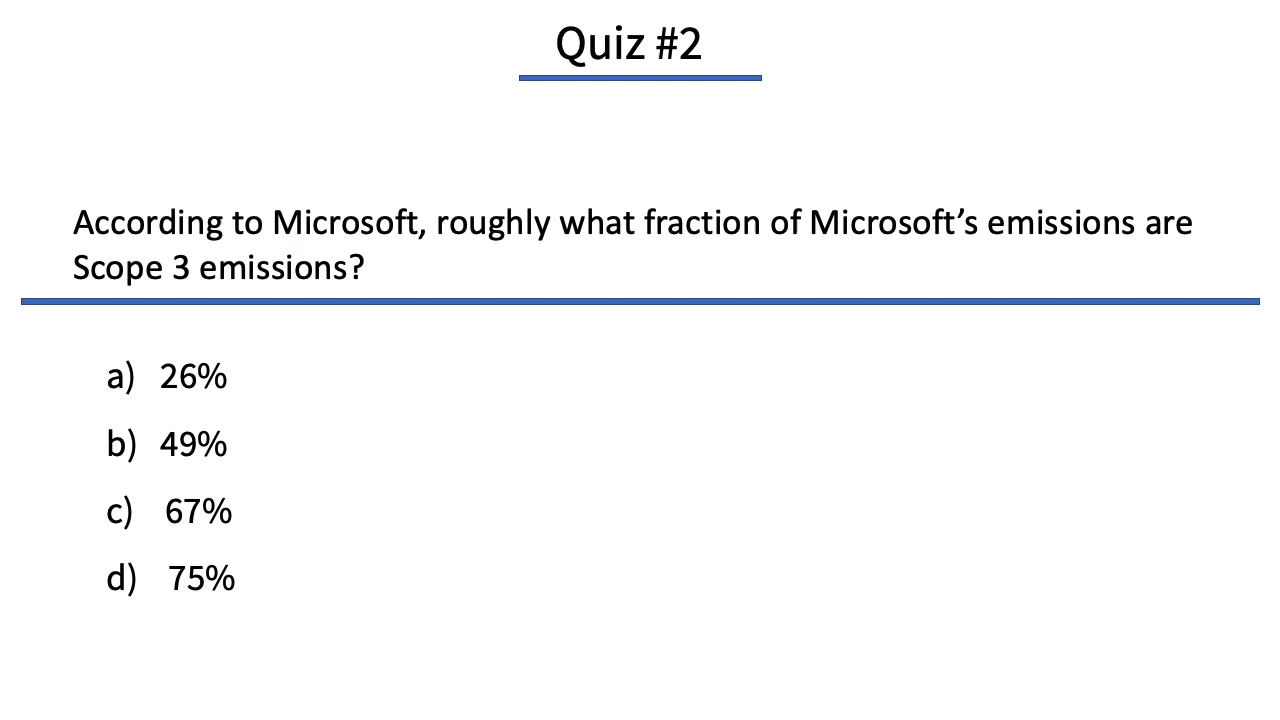 Quiz #2
According to Microsoft, roughly what fraction of Microsoft’s emissions are
Scope 3 emissions?
a) 26%
b) 49%
c) 67%
d) 75%